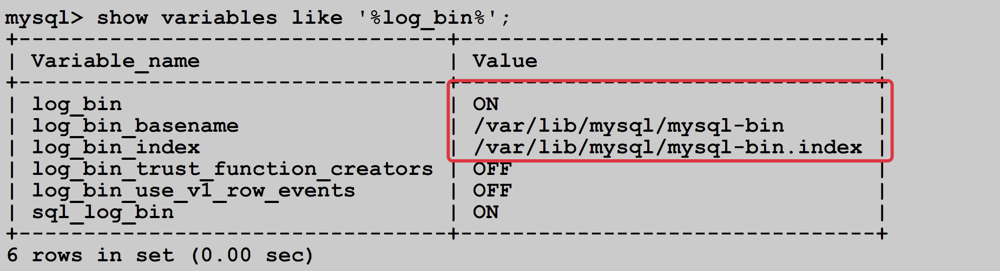 mysql> show variables like '%log_bin%';
+---------------------------------+--------------------------------+
| Variable_name                   | Value                          |
+---------------------------------+--------------------------------+
| log_bin                         | ON                             |
| log_bin_basename                | /var/lib/mysql/mysql-bin       |
| log_bin_index                   | /var/lib/mysql/mysql-bin.index |
| log_bin_trust_function_creators | OFF                            |
| log_bin_use_v1_row_events       | OFF                            |
| sql_log_bin                     | ON                             |
+---------------------------------+--------------------------------+
6 rows in set (0.00 sec)